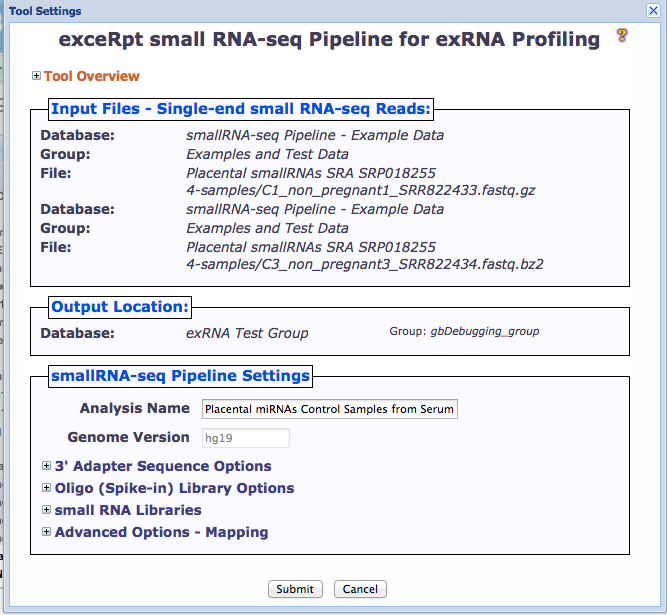 Tool Settings
exceRpt small RNA-seq Pipeline for exRNA Profiling ?
Tool Overview
Input Files - Single-end small RNA-seq Reads:
Database: smallRNA-seq Pipeline - Example Data
Group: Examples and Test Data
File: Placental smallRNAs SRA SRP018255
4-samples/C1_non_pregnant1_SRR822433.fastq.gz
Database: smallRNA-seq Pipeline - Example Data
Group: Examples and Test Data
File: Placental smallRNAs SRA SRP018255
4-samples/C3_non_pregnant3_SRR822434.fastq.bz2
Output Location:
Database: exRNA Test Group Group: gbDebugging_group
smallRNA-seq Pipeline Settings
Analysis Name Placental miRNAs Control Samples from Serum
Genome Version hg19
3' Adapter Sequence Options
Oligo (Spike-in) Library Options
small RNA Libraries
Advanced Options - Mapping
Submit Cancel